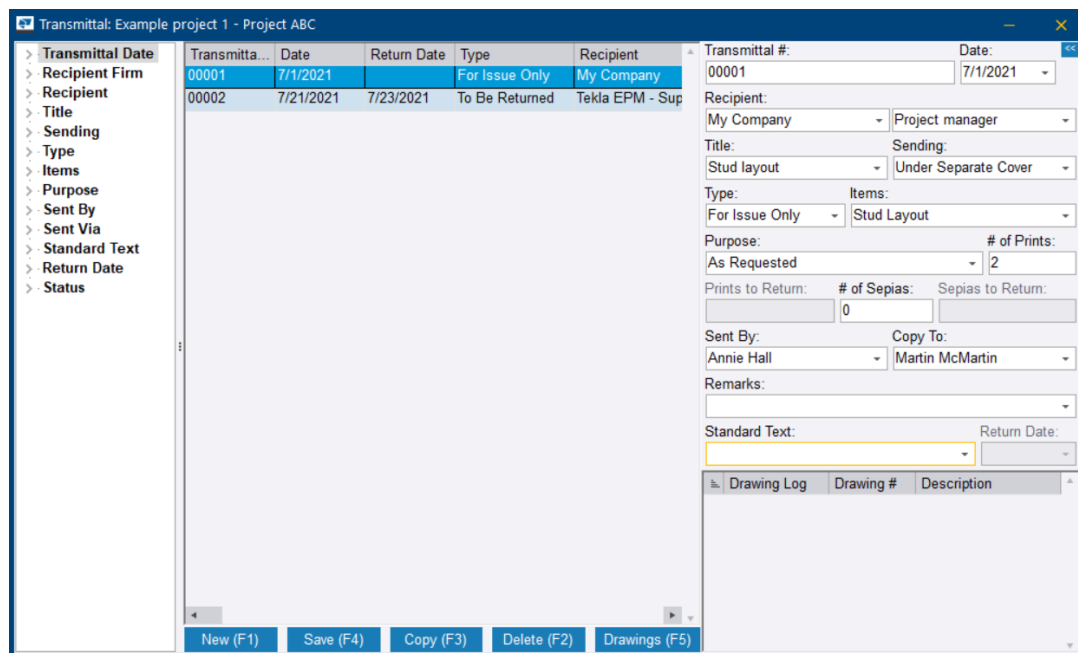 Transmittal: Example project 1 - Project ABC
Transmittal Date
Recipient Firm
Recipient
Title
Sending
Type
Items
Purpose
Sent By
Sent Via
Standard Text
Return Date
Status
Transmitta... Date Return Date Type Recipient
00001 7/1/2021 For Issue Only My Company
00002 7/21/2021 7/23/2021 To Be Returned Tekla EPM - Sup
New (F1) Save (F4) Copy (F3) Delete (F2) Drawings (F5)
Transmittal #: Date: <<
00001 7/1/2021
Recipient:
My Company Project manager
Title: Sending:
Stud layout Under Separate Cover
Type: Items:
For Issue Only Stud Layout
Purpose: # of Prints:
As Requested 2
Prints to Return: # of Sepias: Sepias to Return:
0
Sent By: Copy To:
Annie Hall Martin McMartin
Remarks:
Standard Text: Return Date:
Drawing Log Drawing # Description